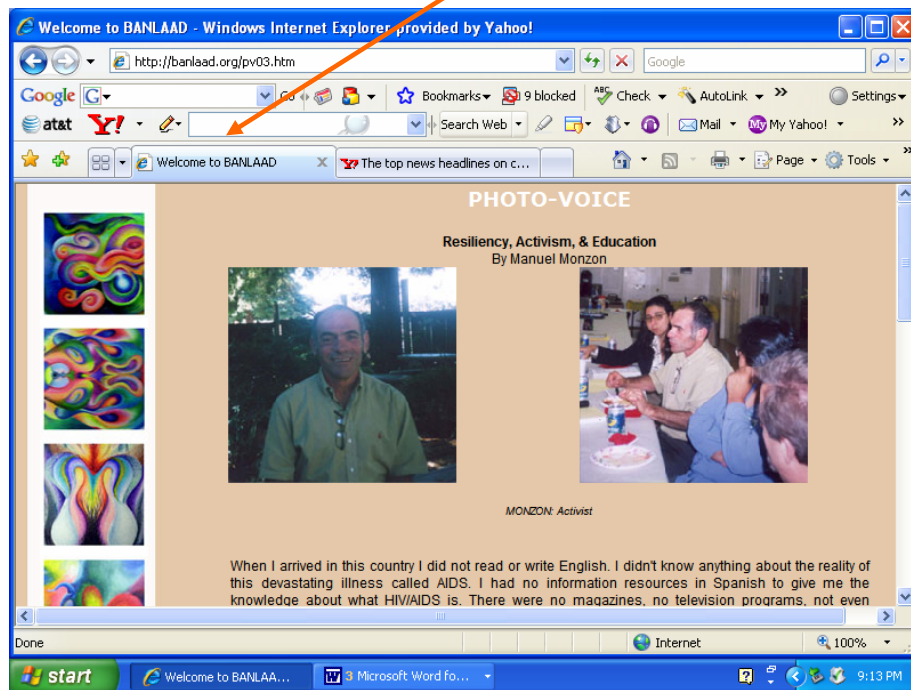 Welcome to BANLAAD - Windows Internet Explorer provided by Yahoo!
http://banlaad.org/pv03.htm
Google
Google G Go Bookmarks 9 blocked ABC Check AutoLink » Settings
at&t Y! Search Web Mail My My Yahoo! »
Welcome to BANLAAD X Y? The top news headlines on c... Page Tools »
PHOTO-VOICE
Resiliency, Activism, & Education
By Manuel Monzon
MONZON: Activist
When I arrived in this country I did not read or write English. I didn't know anything about the reality of
this devastating illness called AIDS. I had no information resources in Spanish to give me the
knowledge about what HIV/AIDS is. There were no magazines, no television programs, not even
Done Internet 100%
start Welcome to BANLAA... W 3 Microsoft Word fo... ? 9:13 PM